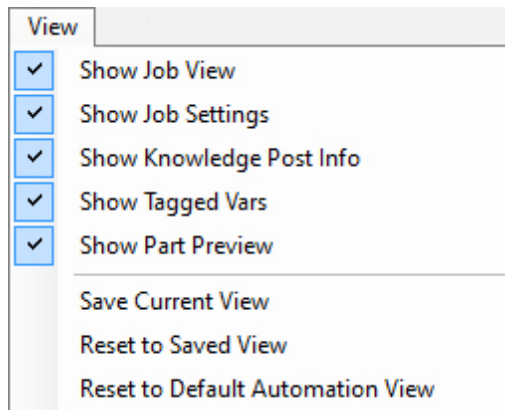 View
Show Job View
Show Job Settings
Show Knowledge Post Info
Show Tagged Vars
Show Part Preview
Save Current View
Reset to Saved View
Reset to Default Automation View